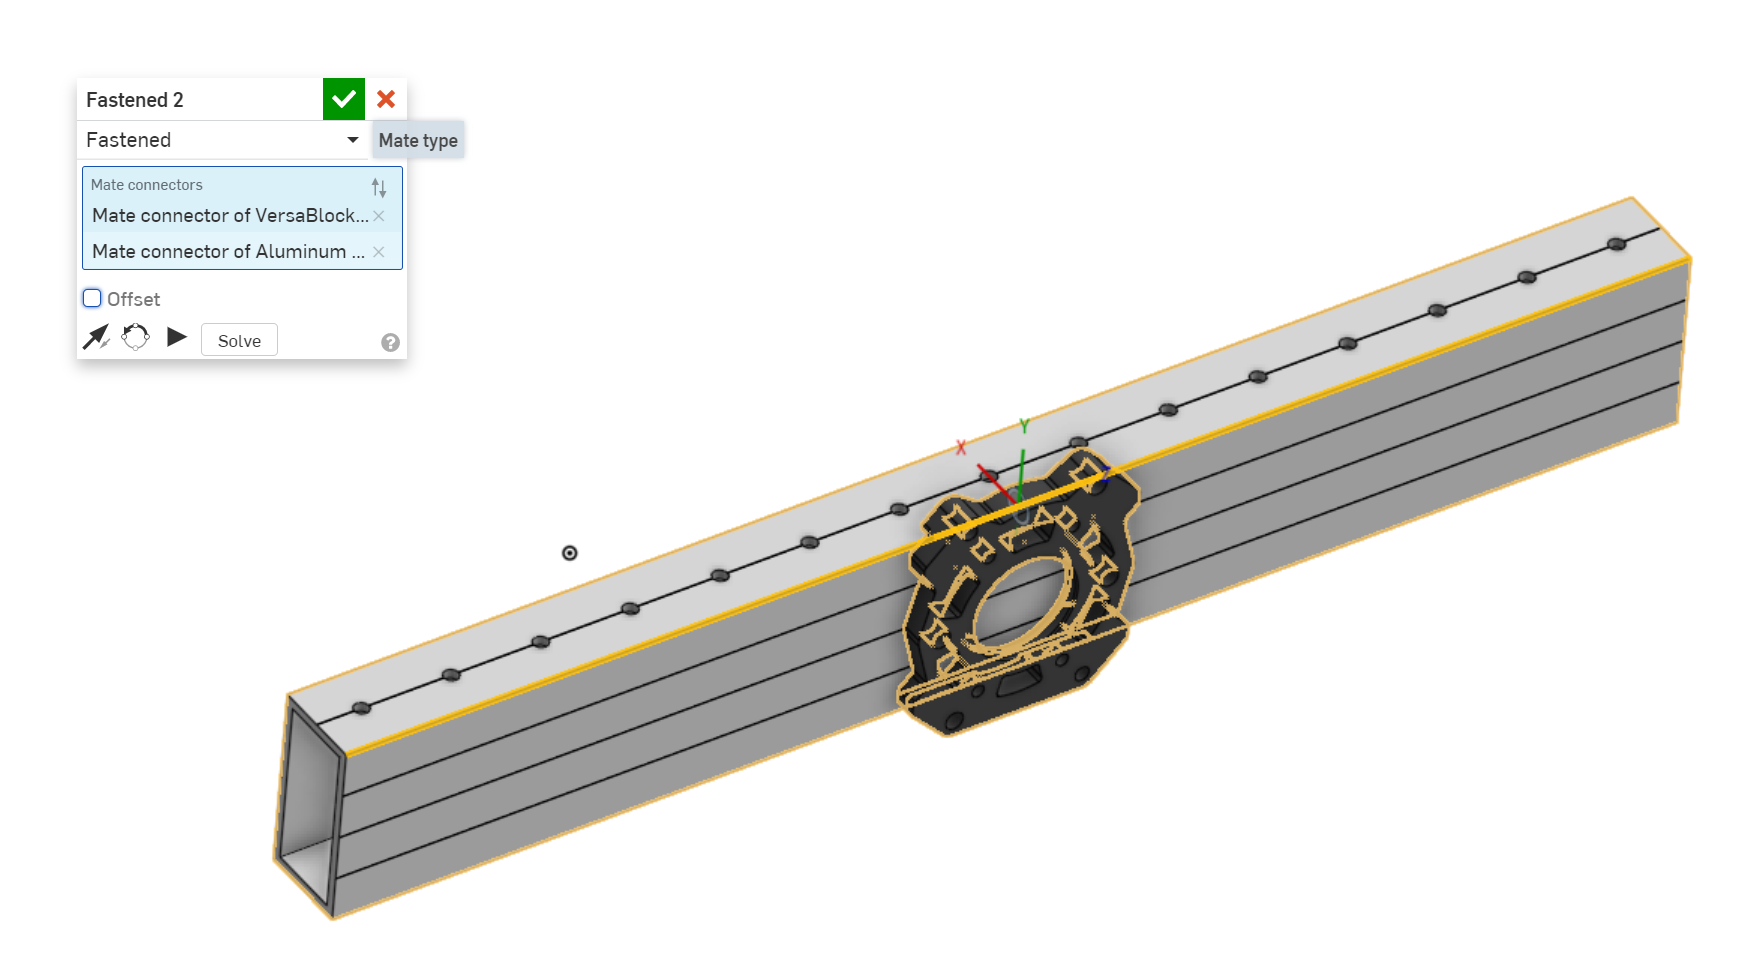 Fastened 2
Fastened
Mate type
Mate connectors
Mate connector of VersaBlock...
Mate connector of Aluminum ...
Offset
Solve
?
Y
X